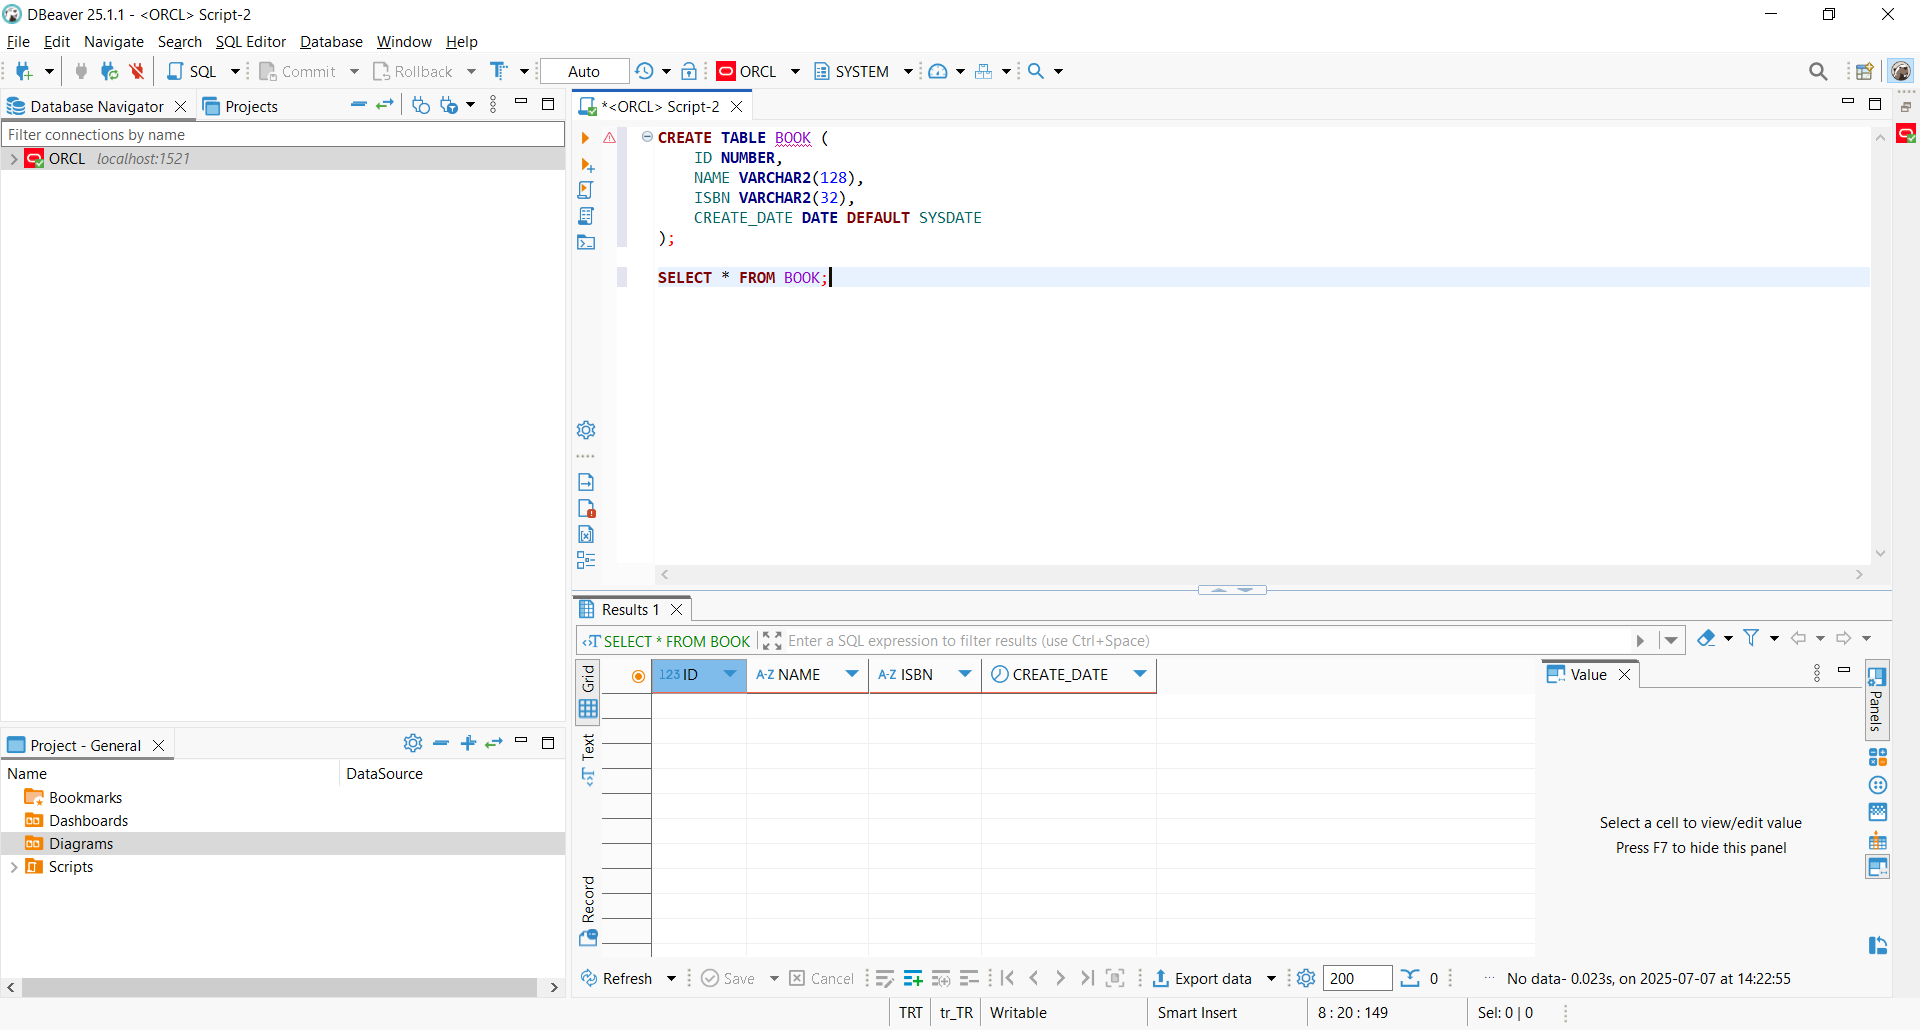 DBeaver 25.1.1 - <ORCL> Script-2
File Edit Navigate Search SQL Editor Database Window Help
SQL Commit Rollback T Auto ORCL SYSTEM
Database Navigator Projects
Filter connections by name
ORCL localhost:1521
*<ORCL> Script-2
CREATE TABLE BOOK (
ID NUMBER,
NAME VARCHAR2(128),
ISBN VARCHAR2(32),
CREATE_DATE DATE DEFAULT SYSDATE
);
SELECT * FROM BOOK;
Project - General
Name DataSource
Bookmarks
Dashboards
Diagrams
Scripts
Results 1
SELECT * FROM BOOK Enter a SQL expression to filter results (use Ctrl+Space)
Grid
Text
Record
123 ID A-Z NAME A-Z ISBN CREATE_DATE
Value
Panels
Select a cell to view/edit value
Press F7 to hide this panel
Refresh Save Cancel Export data 200 0 ... No data- 0.023s, on 2025-07-07 at 14:22:55
TRT tr_TR Writable Smart Insert 8 : 20 : 149 Sel: 0 | 0